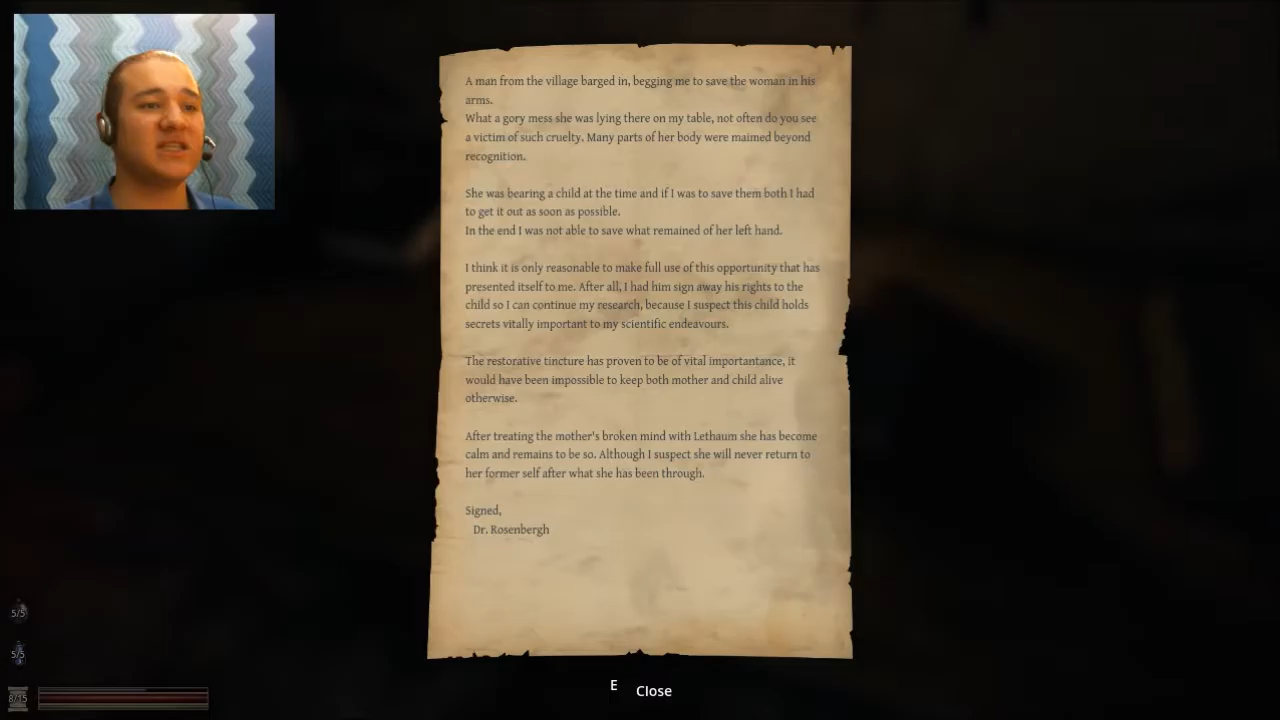 A man from the village barged in, begging me to save the woman in his
arms.
What a gory mess she was lying there on my table, not often do you see
a victim of such cruelty. Many parts of her body were maimed beyond
recognition.
She was bearing a child at the time and if I was to save them both I had
to get it out as soon as possible.
In the end I was not able to save what remained of her left hand.
I think it is only reasonable to make full use of this opportunity that has
presented itself to me. After all, I had him sign away his rights to the
child so I can continue my research, because I suspect this child holds
secrets vitally important to my scientific endeavours.
The restorative tincture has proven to be of vital importantance, it
would have been impossible to keep both mother and child alive
otherwise.
After treating the mother's broken mind with Lethaum she has become
calm and remains to be so. Although I suspect she will never return to
her former self after what she has been through.
Signed,
Dr. Rosenbergh
5/5
5/5
8/15
E Close